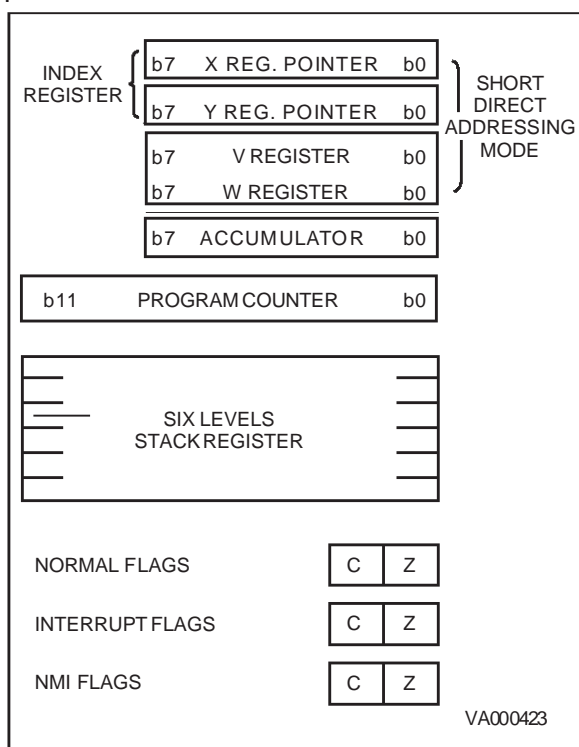 INDEX
REGISTER
b7 X REG. POINTER b0
b7 Y REG. POINTER b0
b7 V REGISTER b0
b7 W REGISTER b0
SHORT
DIRECT
ADDRESSING
MODE
b7 ACCUMULATOR b0
b11 PROGRAM COUNTER b0
SIX LEVELS
STACK REGISTER
NORMAL FLAGS C Z
INTERRUPT FLAGS C Z
NMI FLAGS C Z
VA000423